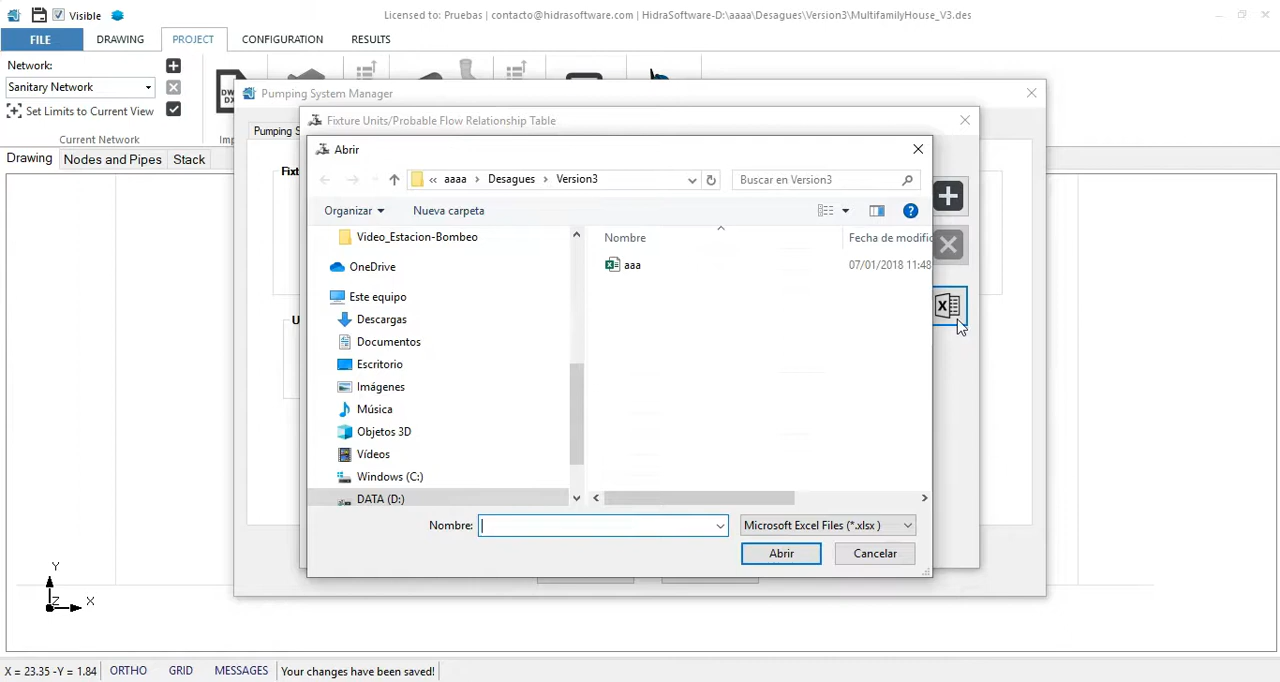 Visible
Licensed to: Pruebas | contacto@hidrasoftware.com | HidraSoftware-D:\aaaa\Desagues\Version3\MultifamilyHouse_V3.des
FILE DRAWING PROJECT CONFIGURATION RESULTS
Network:
Sanitary Network
Set Limits to Current View
Current Network
Drawing Nodes and Pipes Stack
Pumping System Manager
Fixture Units/Probable Flow Relationship Table
Abrir
« aaaa › Desagues › Version3
Buscar en Version3
Organizar Nueva carpeta
Video_Estacion-Bombeo
OneDrive
Este equipo
Descargas
Documentos
Escritorio
Imágenes
Música
Objetos 3D
Vídeos
Windows (C:)
DATA (D:)
Nombre Fecha de modific
aaa 07/01/2018 11:48
Nombre:
Microsoft Excel Files (*.xlsx )
Abrir Cancelar
Y
Z X
X = 23.35 -Y = 1.84 ORTHO GRID MESSAGES Your changes have been saved!